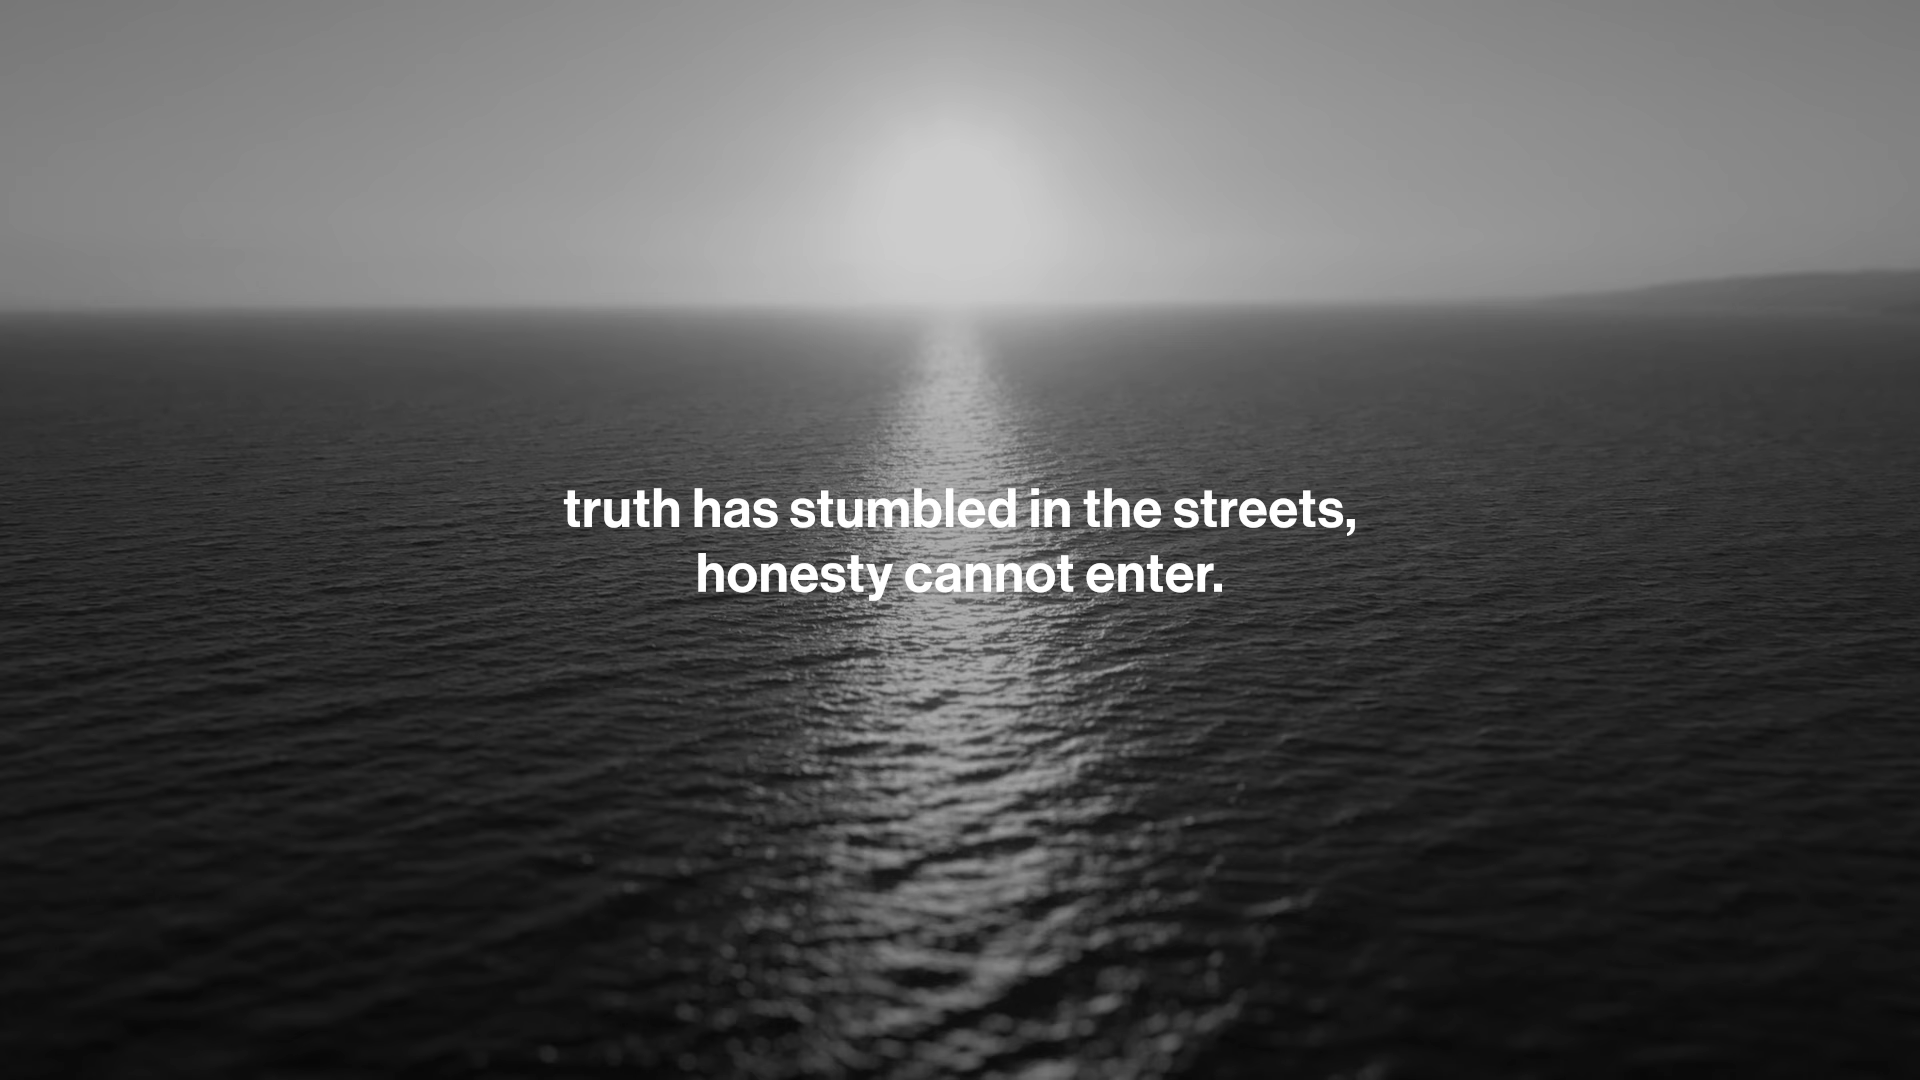 truth has stumbled in the streets,
honesty cannot enter.